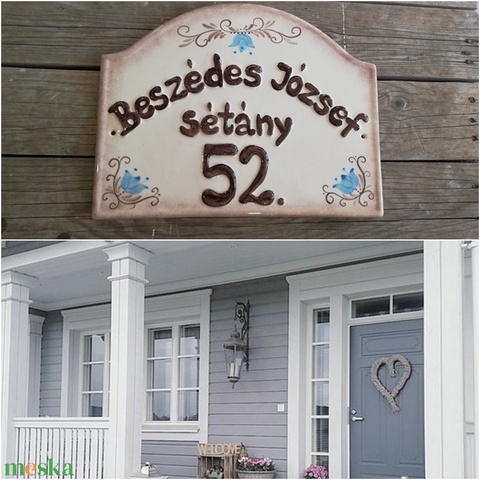 Beszédes József
sétány
52.
WELCOME
meska